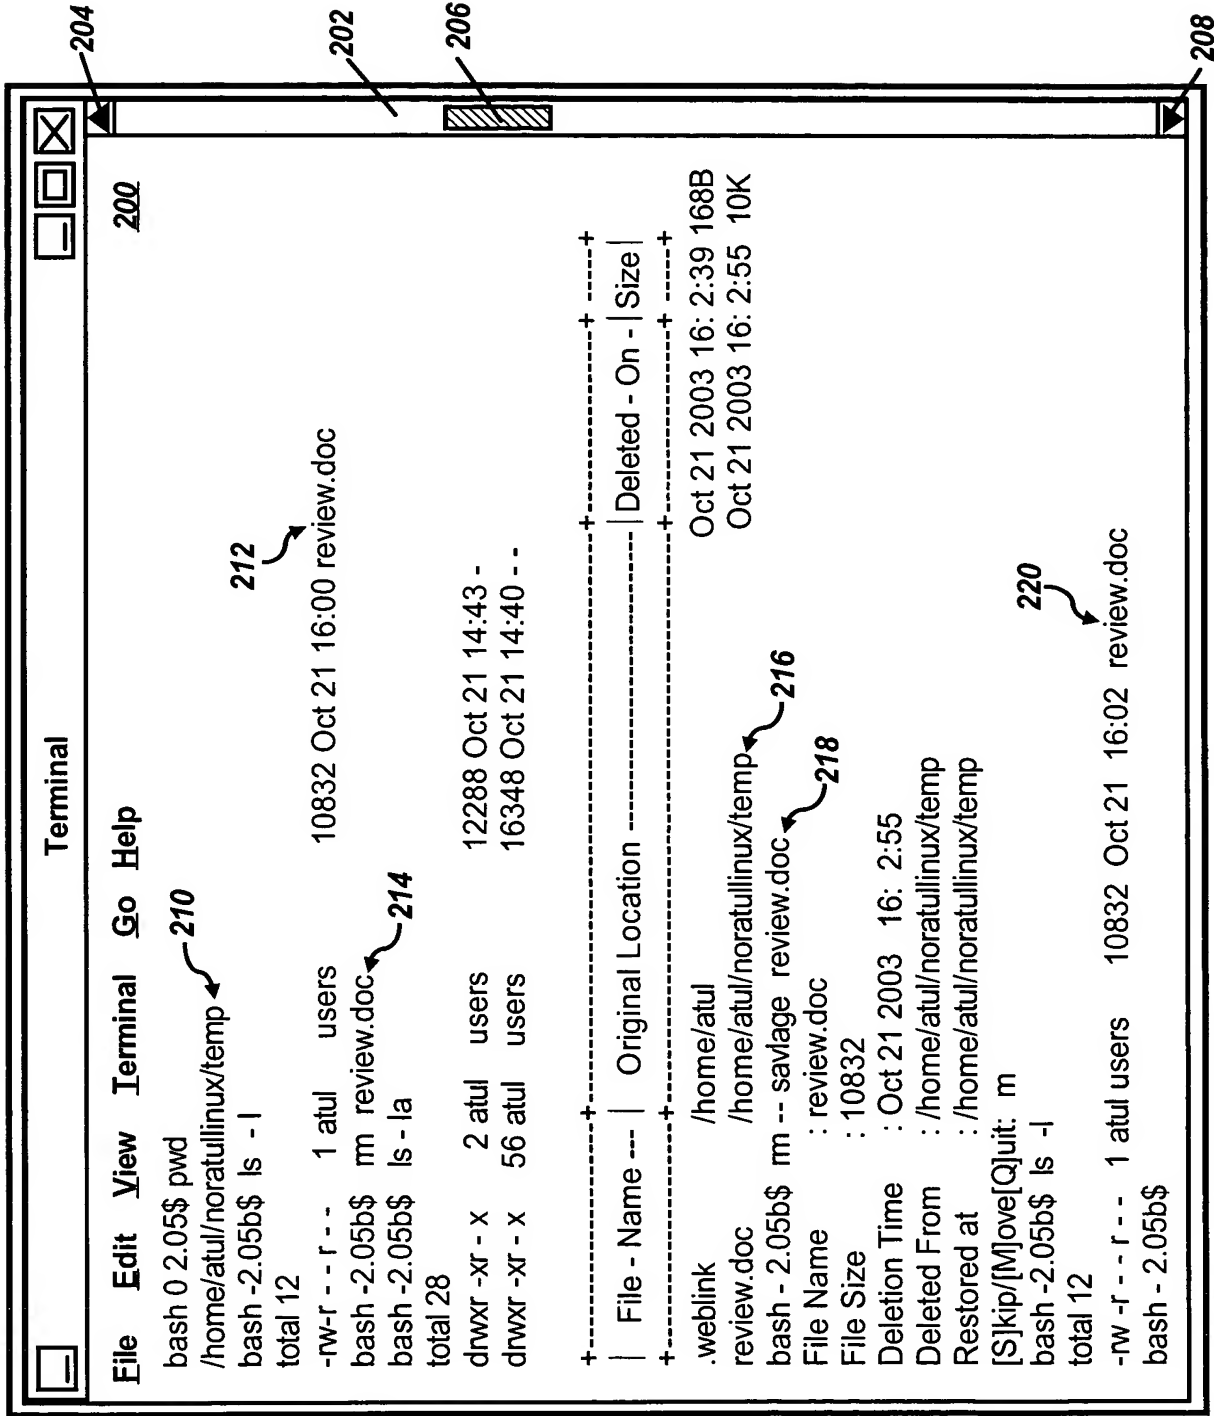 Terminal
File Edit View Terminal Go Help
200
204
202
206
208
bash 0 2.05$ pwd
/home/atul/noratullinux/temp
210
bash -2.05b$ ls - l
total 12
-rw-r - - r - - 1 atul users 10832 Oct 21 16:00 review.doc
212
bash -2.05b$ rm review.doc
214
bash -2.05b$ ls - la
total 28
drwxr -xr - x 2 atul users 12288 Oct 21 14:43 -
drwxr -xr - x 56 atul users 16348 Oct 21 14:40 - -
+--------------------+------------------------------------------------+----------------+------+
| File - Name --- | Original Location ------------------------ |Deleted - On - |Size|
+--------------------+------------------------------------------------+----------------+------+
.weblink /home/atul Oct 21 2003 16: 2:39 168B
review.doc /home/atul/noratullinux/temp Oct 21 2003 16: 2:55 10K
216
bash - 2.05b$ rm -- savlage review.doc
218
File Name : review.doc
File Size : 10832
Deletion Time : Oct 21 2003 16: 2:55
Deleted From : /home/atul/noratullinux/temp
Restored at : /home/atul/noratullinux/temp
[S]kip/[M]ove[Q]uit: m
bash -2.05b$ ls -l
total 12
-rw -r - - r - - 1 atul users 10832 Oct 21 16:02 review.doc
220
bash - 2.05b$